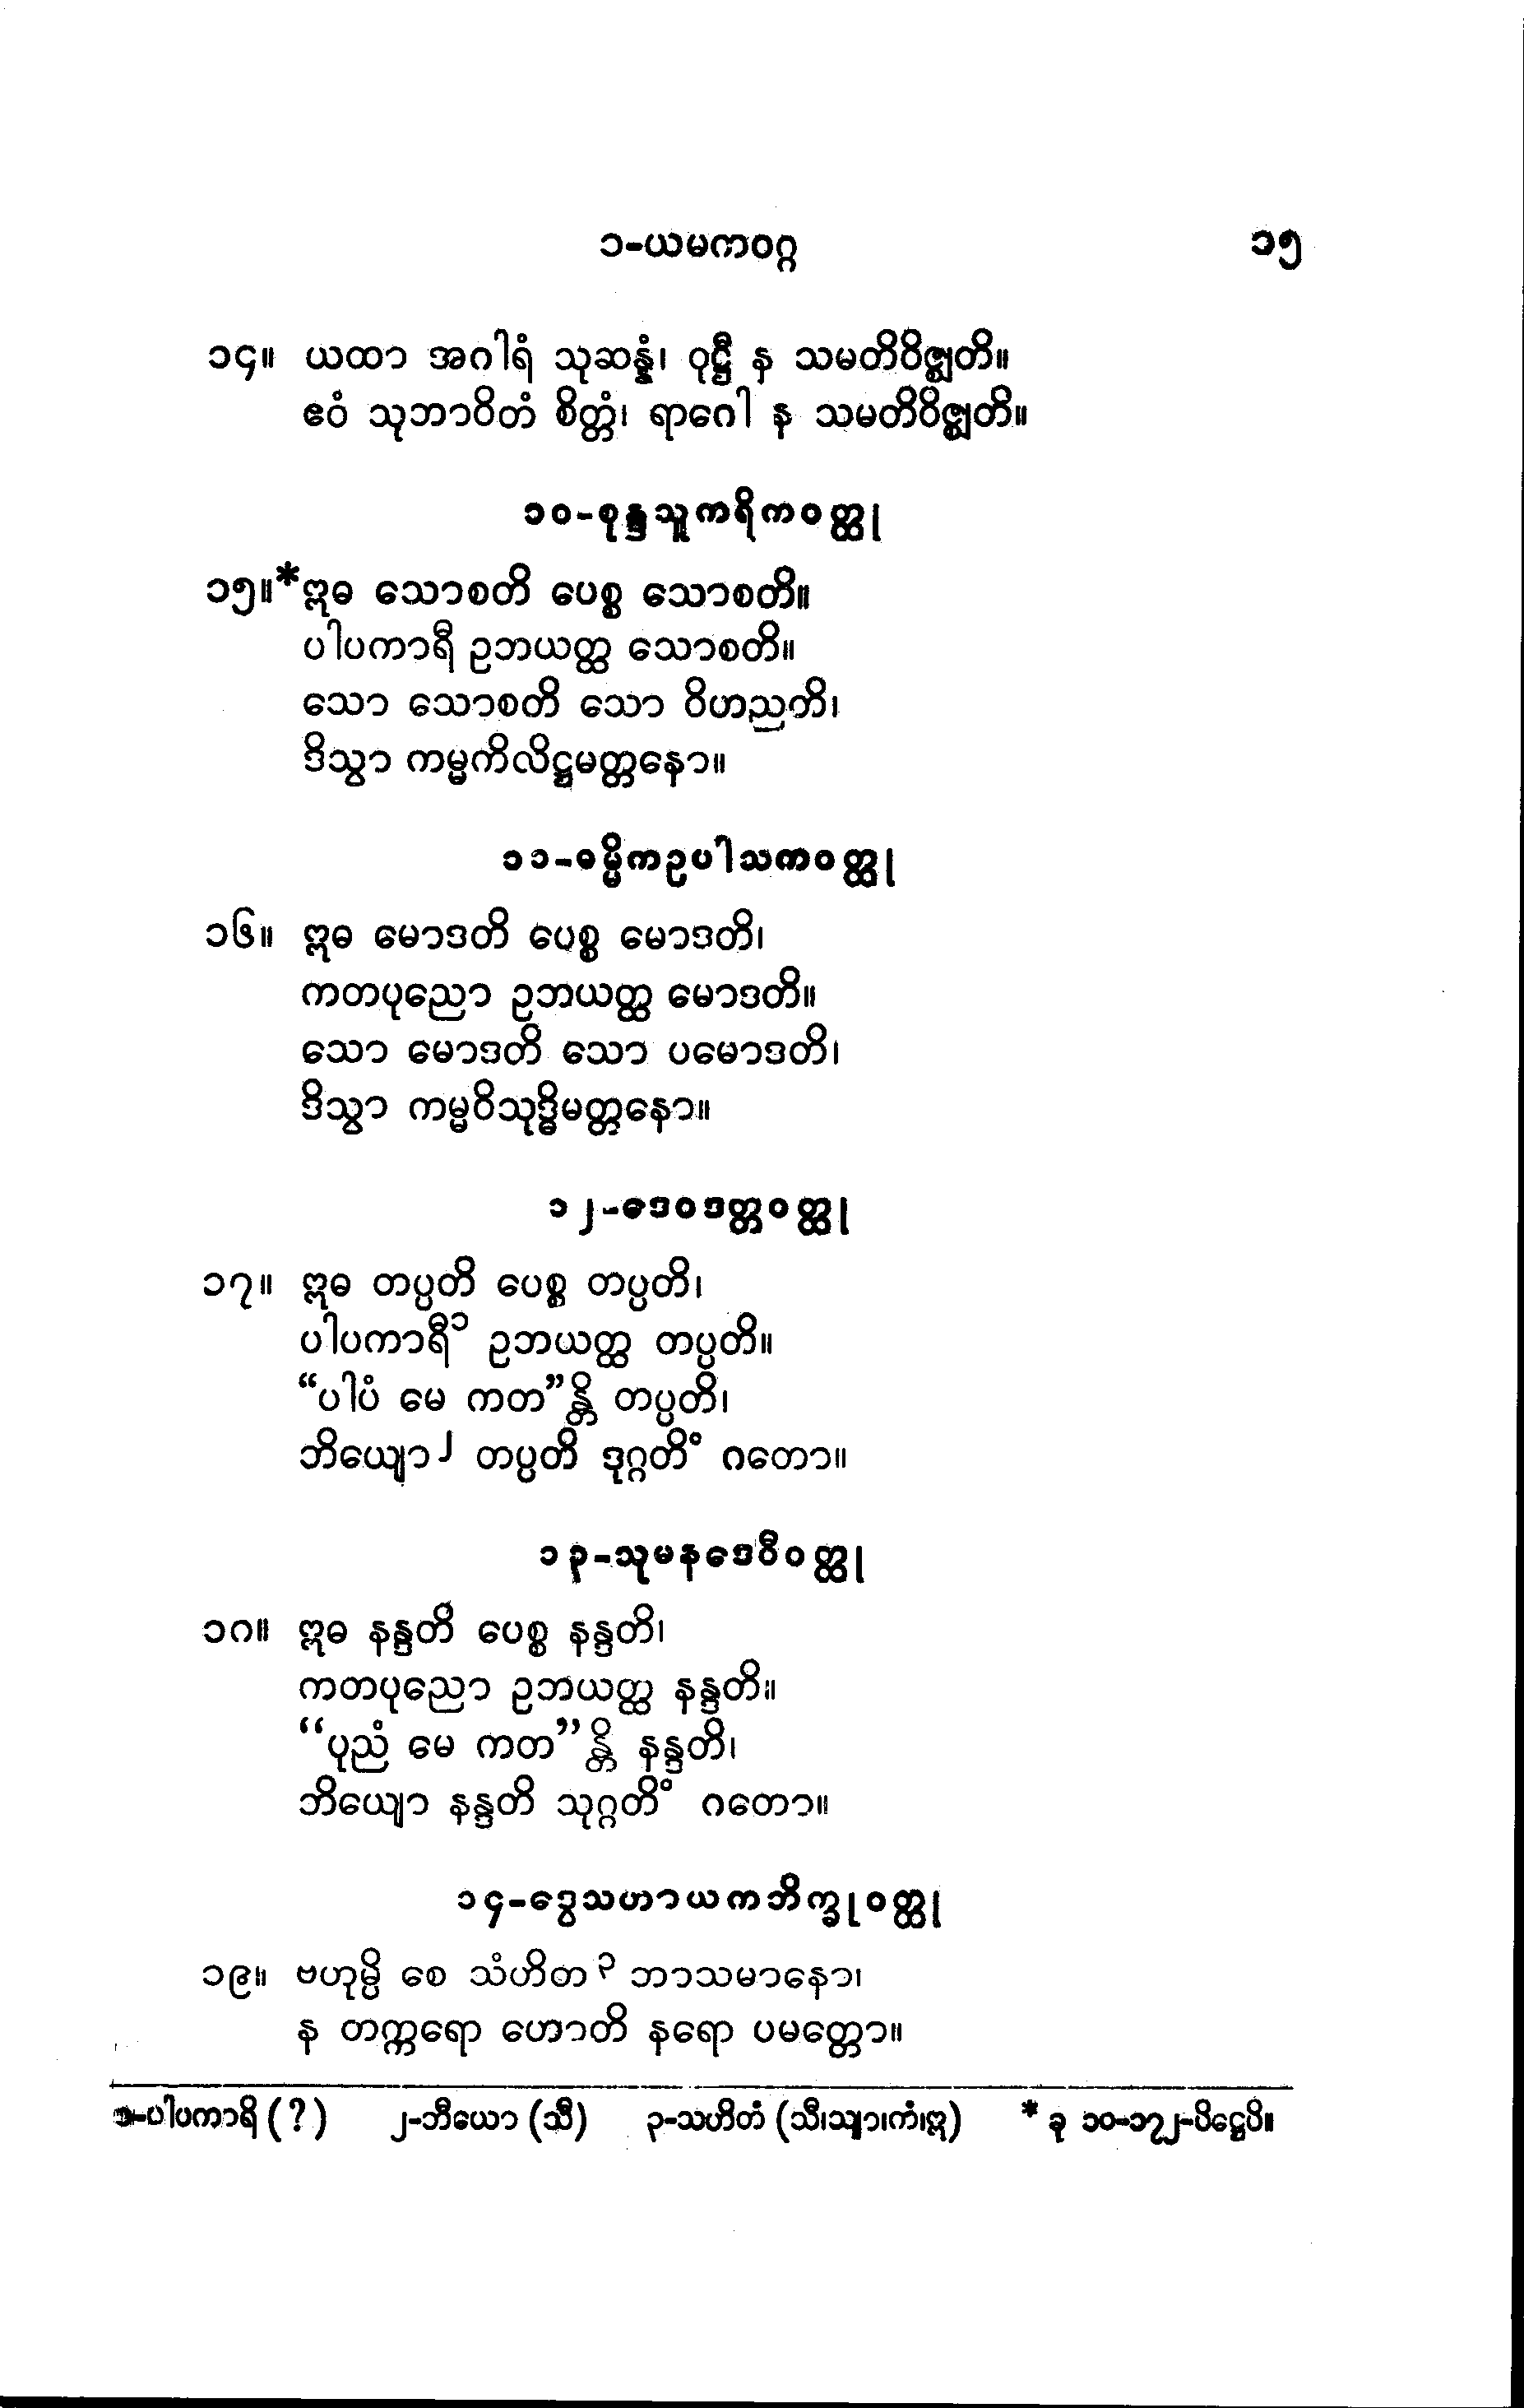 ၁-ယမကဝဂ္ဂ ၁၅
၁၄။ ယထာ အဂါရံ သုဆန္နံ၊ ဝုဋ္ဌီ န သမတိဝိဇ္ဈတိ။
ဧဝံ သုဘာဝိတံ စိတ္တံ၊ ရာဂေါ န သမတိဝိဇ္ဈတိ။
၁၀-စုန္ဒသူကရိကဝတ္ထု
၁၅။*ဣဓ သောစတိ ပေစ္စ သောစတိ။
ပါပကာရီ ဥဘယတ္ထ သောစတိ။
သော သောစတိ သော ဝိဟညတိ၊
ဒိသွာ ကမ္မကိလိဋ္ဌမတ္တနော။
၁၁-ဓမ္မိကဥပါသကဝတ္ထု
၁၆။ ဣဓ မောဒတိ ပေစ္စ မောဒတိ၊
ကတပုညော ဥဘယတ္ထ မောဒတိ။
သော မောဒတိ သော ပမောဒတိ၊
ဒိသွာ ကမ္မဝိသုဒ္ဓိမတ္တနော။
၁၂-ဒေဝဒတ္တဝတ္ထု
၁၇။ ဣဓ တပ္ပတိ ပေစ္စ တပ္ပတိ၊
ပါပကာရီ၁ ဥဘယတ္ထ တပ္ပတိ။
“ပါပံ မေ ကတ”န္တိ တပ္ပတိ၊
ဘိယျော၂ တပ္ပတိ ဒုဂ္ဂတိံ ဂတော။
၁၃-သုမနဒေဝီဝတ္ထု
၁၈။ ဣဓ နန္ဒတိ ပေစ္စ နန္ဒတိ၊
ကတပုညော ဥဘယတ္ထ နန္ဒတိ။
“ပုညံ မေ ကတ”န္တိ နန္ဒတိ၊
ဘိယျော နန္ဒတိ သုဂ္ဂတိံ ဂတော။
၁၄-ဒွေသဟာယကဘိက္ခုဝတ္ထု
၁၉။ ဗဟုမ္ပိ စေ သံဟိတ၃ ဘာသမာနော၊
န တက္ကရော ဟောတိ နရော ပမတ္တော။
၁-ပါပကာရိ (?) ၂-ဘီယော (သီ) ၃-သဟိတံ (သီ၊သျာ၊ကံ၊ဣ) * ခု ၁၀-၁၇၂-ပိဋ္ဌေပိ။